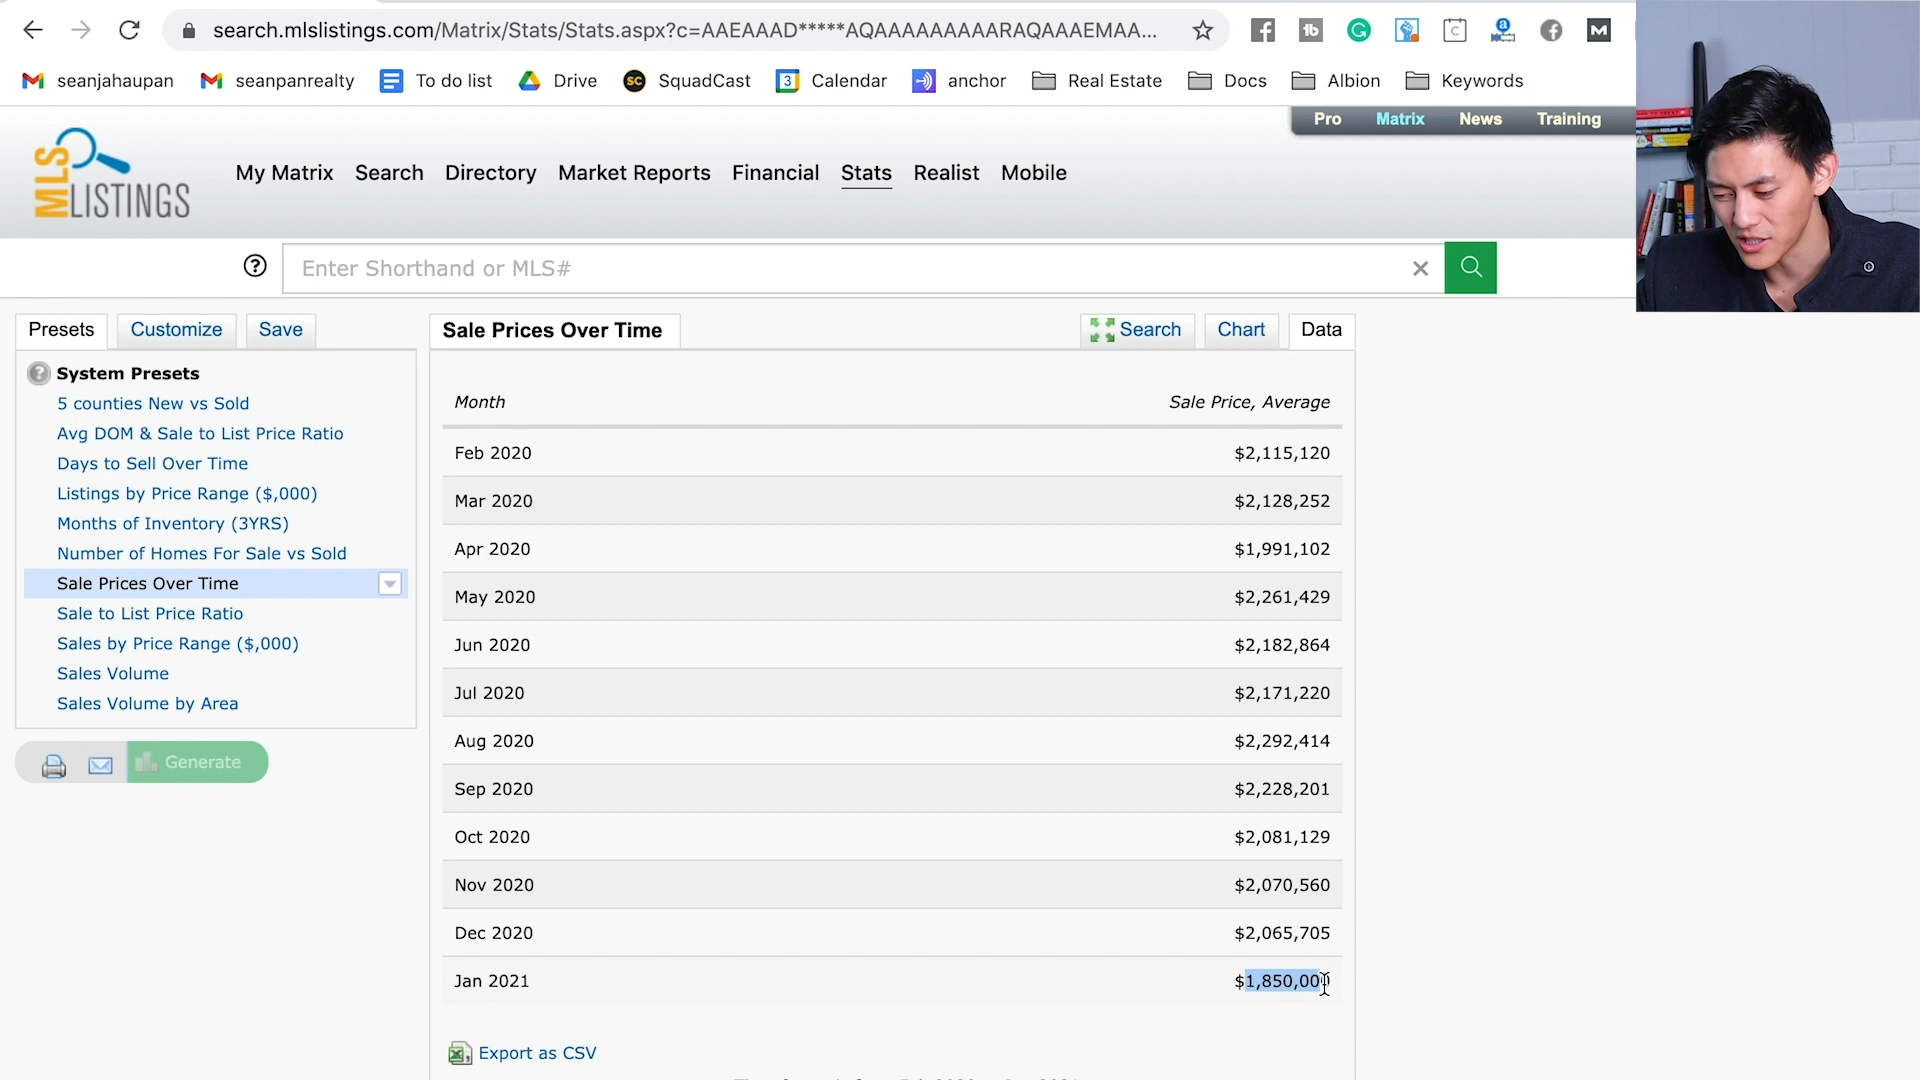 search.mlslistings.com/Matrix/Stats/Stats.aspx?c=AAEAAAD*****AQAAAAAAAAARAQAAAEMAA...
seanjahaupan seanpanrealty To do list Drive SC SquadCast 3 Calendar anchor Real Estate Docs Albion Keywords
Pro Matrix News Training
MLS LISTINGS
My Matrix Search Directory Market Reports Financial Stats Realist Mobile
Enter Shorthand or MLS#
Presets Customize Save
System Presets
5 counties New vs Sold
Avg DOM & Sale to List Price Ratio
Days to Sell Over Time
Listings by Price Range ($,000)
Months of Inventory (3YRS)
Number of Homes For Sale vs Sold
Sale Prices Over Time
Sale to List Price Ratio
Sales by Price Range ($,000)
Sales Volume
Sales Volume by Area
Generate
Sale Prices Over Time Search Chart Data
Month Sale Price, Average
Feb 2020 $2,115,120
Mar 2020 $2,128,252
Apr 2020 $1,991,102
May 2020 $2,261,429
Jun 2020 $2,182,864
Jul 2020 $2,171,220
Aug 2020 $2,292,414
Sep 2020 $2,228,201
Oct 2020 $2,081,129
Nov 2020 $2,070,560
Dec 2020 $2,065,705
Jan 2021 $1,850,000
Export as CSV